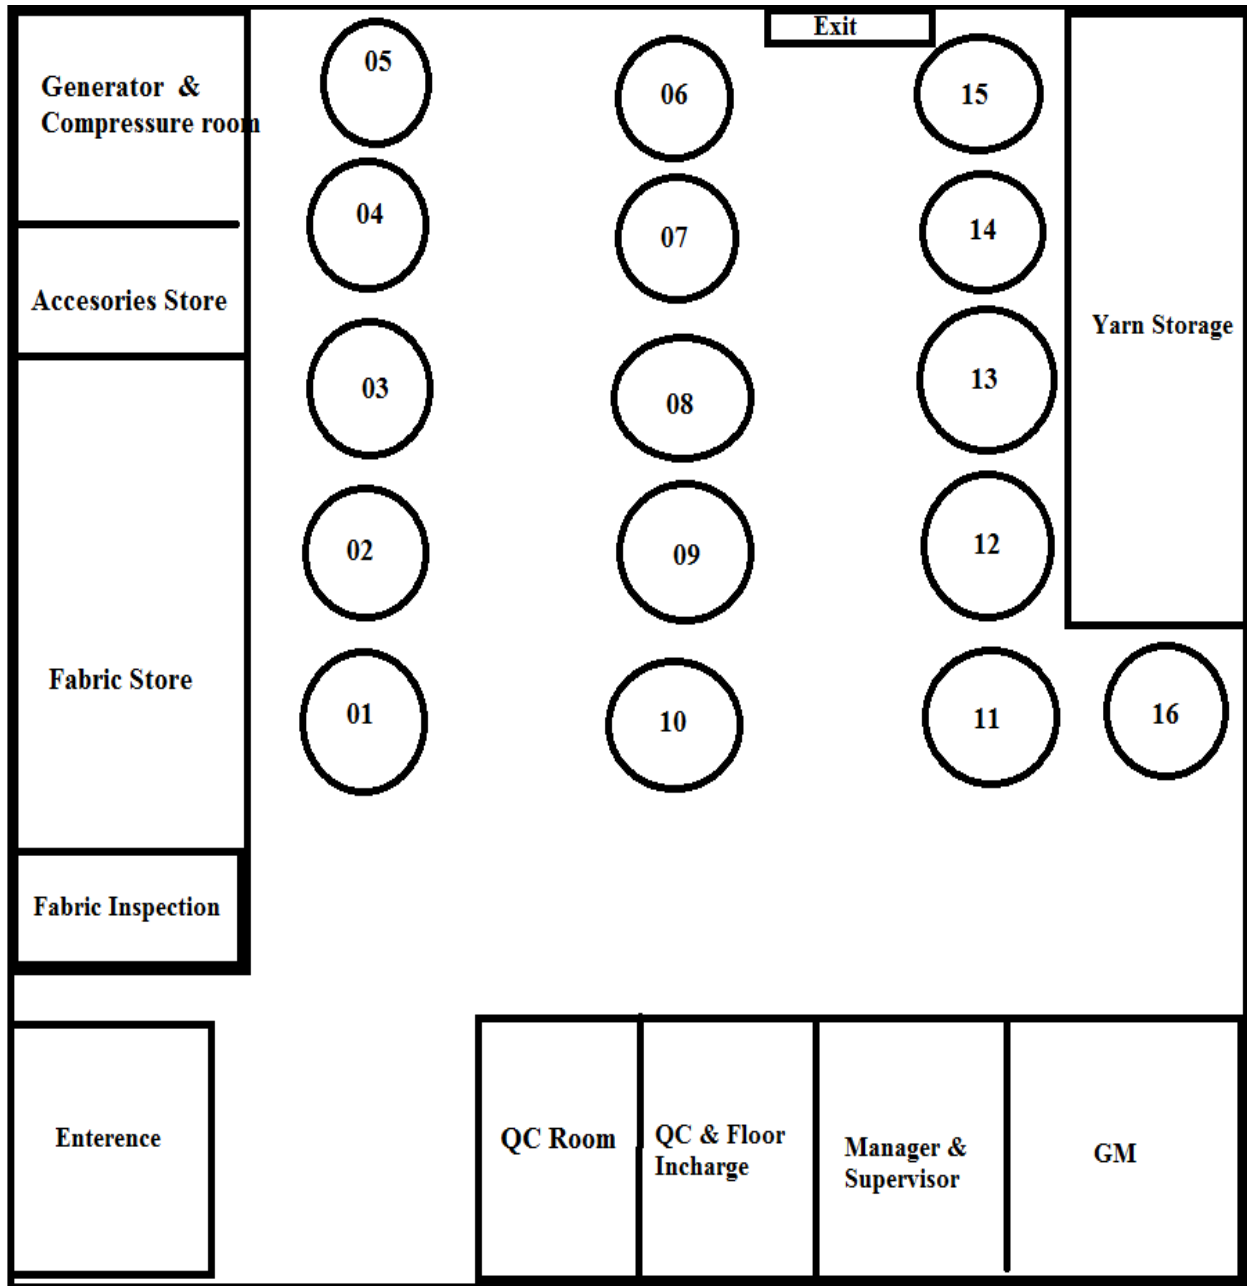 Exit
05
06
15
Generator &
Compressure room
04
07
14
Accesories Store
Yarn Storage
03
08
13
02
09
12
Fabric Store
01
10
11
16
Fabric Inspection
Enterence
QC Room
QC & Floor
Incharge
Manager &
Supervisor
GM